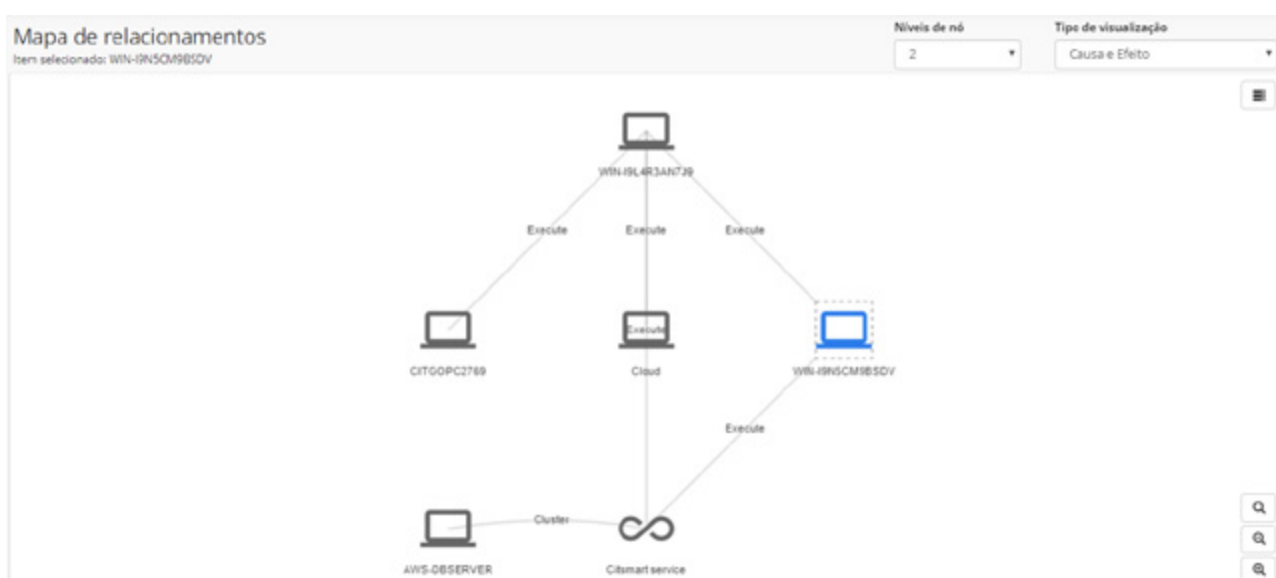 Mapa de relacionamentos
Item selecionado: WIN-I9N5CM9BSDV
Níveis de nó
2
Tipo de visualização
Causa e Efeito
WIN-I9L4R3AN7J9
Execute
Execute
Execute
Execute
CITGOPC2769
Cloud
WIN-I9N5CM9BSDV
Execute
Cluster
AWS-DBSERVER
Citsmart service